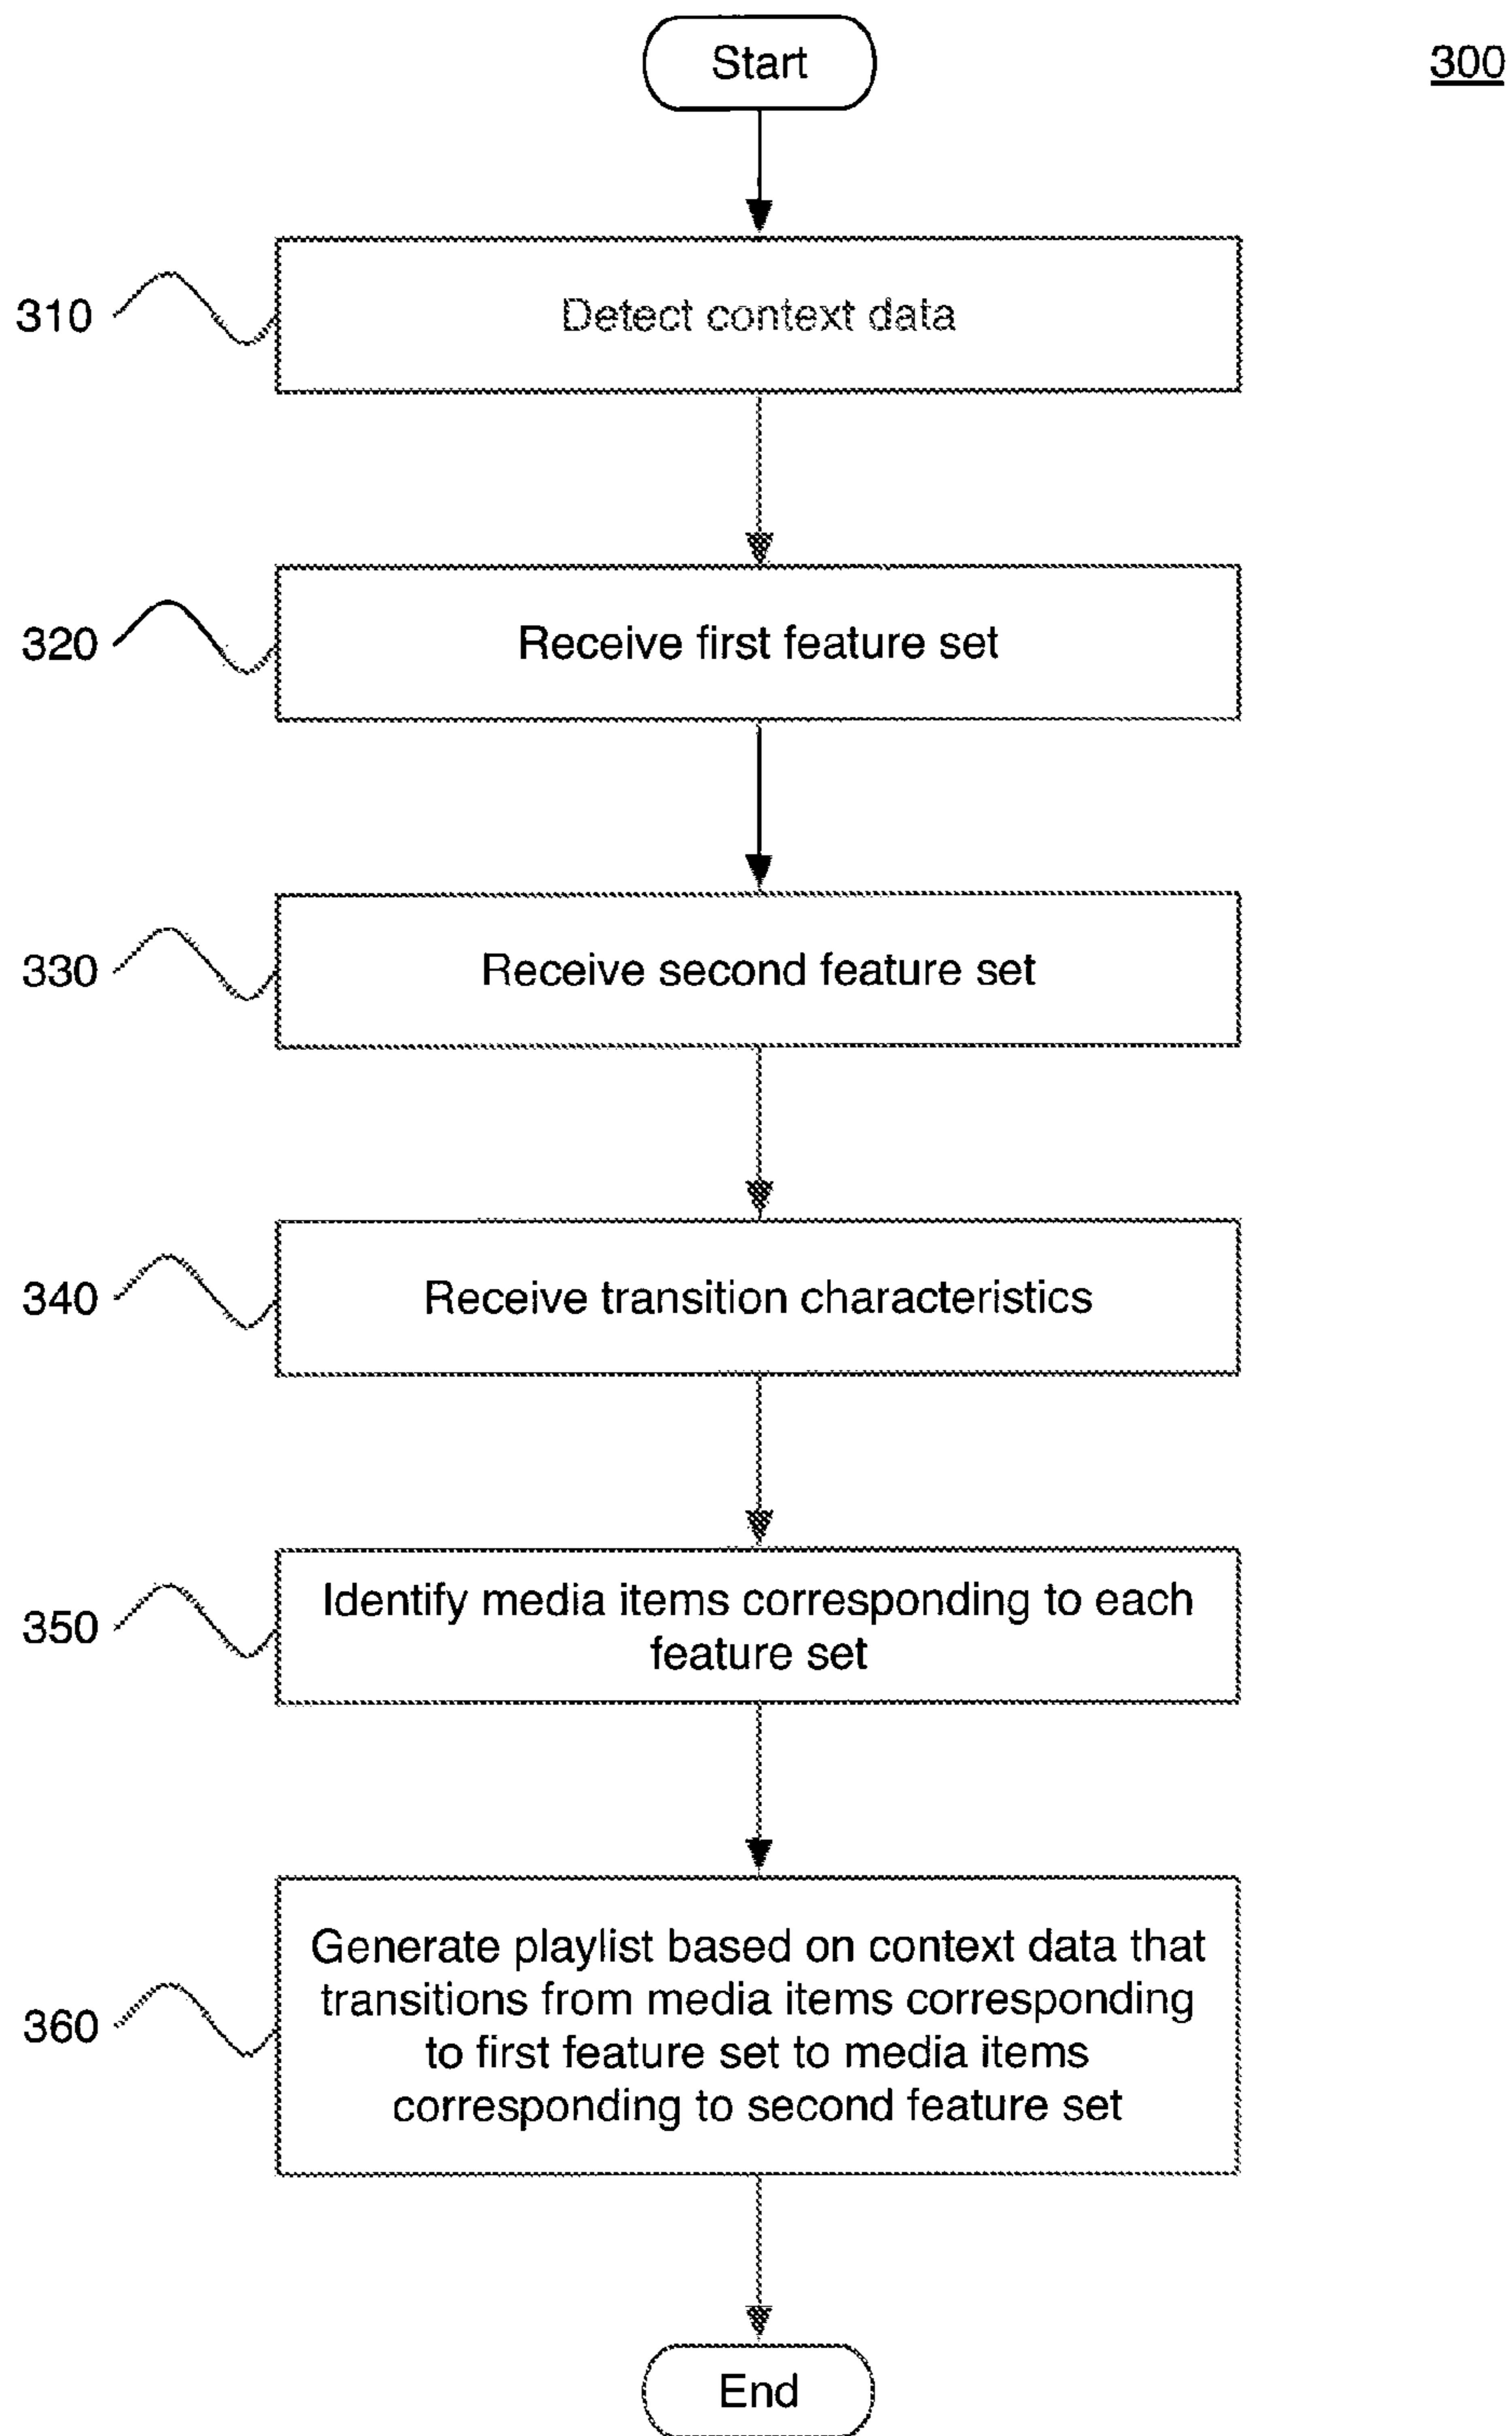 Start
300
310
Detect context data
320
Receive first feature set
330
Receive second feature set
340
Receive transition characteristics
350
Identify media items corresponding to each
feature set
360
Generate playlist based on context data that
transitions from media items corresponding
to first feature set to media items
corresponding to second feature set
End